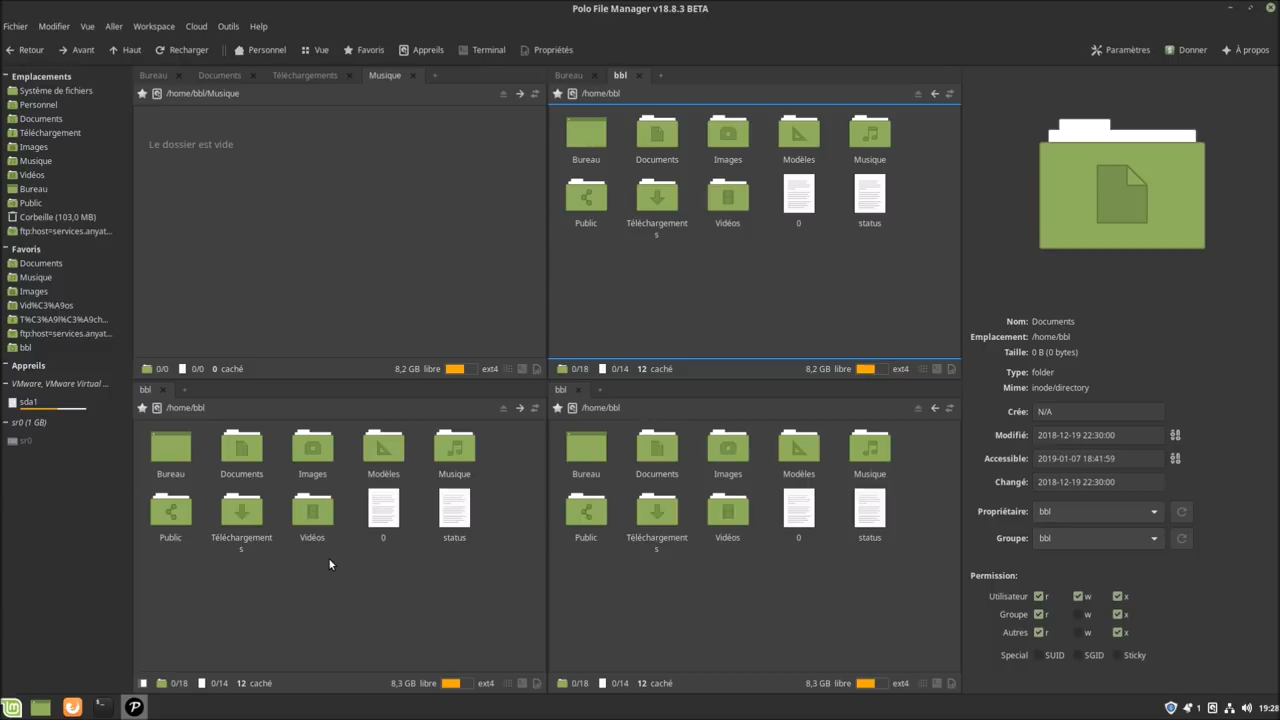 Polo File Manager v18.8.3 BETA
Fichier Modifier Vue Aller Workspace Cloud Outils Help
Retour Avant Haut Recharger Personnel Vue Favoris Appreils Terminal Propriétés Paramètres Donner À propos
Emplacements
Système de fichiers
Personnel
Documents
Téléchargement
Images
Musique
Vidéos
Bureau
Public
Corbeille (103,0 MB)
ftp:host=services.anyat...
Favoris
Documents
Musique
Images
Vid%C3%A9os
T%C3%A9l%C3%A9ch...
ftp:host=services.anyat...
bbl
Appreils
VMware, VMware Virtual ...
sda1
sr0 (1 GB)
sr0
Bureau Documents Téléchargements Musique
/home/bbl/Musique
Le dossier est vide
0/0 0/0 0 caché 8,2 GB libre ext4
Bureau bbl
/home/bbl
Bureau Documents Images Modèles Musique
Public Téléchargement
s Vidéos 0 status
0/18 0/14 12 caché 8,2 GB libre ext4
bbl
/home/bbl
Bureau Documents Images Modèles Musique
Public Téléchargement
s Vidéos 0 status
0/18 0/14 12 caché 8,3 GB libre ext4
bbl
/home/bbl
Bureau Documents Images Modèles Musique
Public Téléchargement
s Vidéos 0 status
0/18 0/14 12 caché 8,3 GB libre ext4
Nom: Documents
Emplacement: /home/bbl
Taille: 0 B (0 bytes)
Type: folder
Mime: inode/directory
Crée: N/A
Modifié: 2018-12-19 22:30:00
Accessible: 2019-01-07 18:41:59
Changé: 2018-12-19 22:30:00
Propriétaire: bbl
Groupe: bbl
Permission:
Utilisateur r w x
Groupe r w x
Autres r w x
Special SUID SGID Sticky
1 19:28